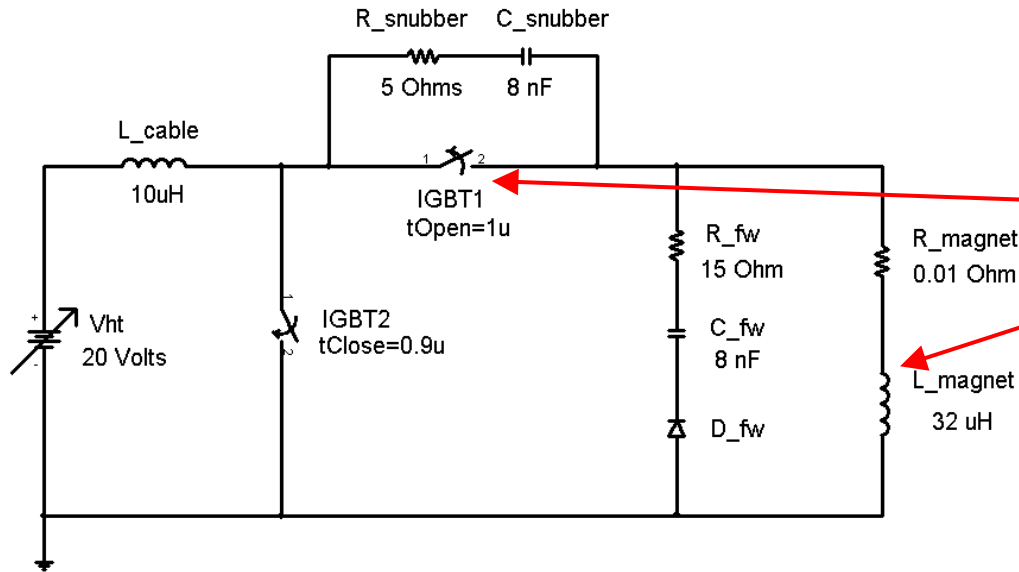 R_snubber C_snubber
5 Ohms 8 nF
L_cable
10uH
1 2
IGBT1
tOpen=1u
R_fw
15 Ohm
R_magnet
0.01 Ohm
+
Vht
20 Volts
-
1
IGBT2
tClose=0.9u
2
C_fw
8 nF
D_fw
L_magnet
32 uH